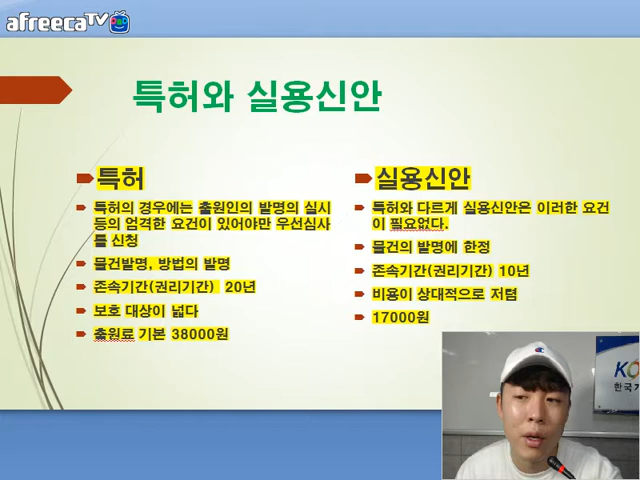 afreecaTV
특허와 실용신안
특허
특허의 경우에는 출원인의 발명의 실시
등의 엄격한 요건이 있어야만 우선심사
를 신청
물건발명, 방법의 발명
존속기간(권리기간) 20년
보호 대상이 넓다
출원료 기본 38000원
실용신안
특허와 다르게 실용신안은 이러한 요건
이 필요없다.
물건의 발명에 한정
존속기간(권리기간) 10년
비용이 상대적으로 저렴
17000원
KO
한국기